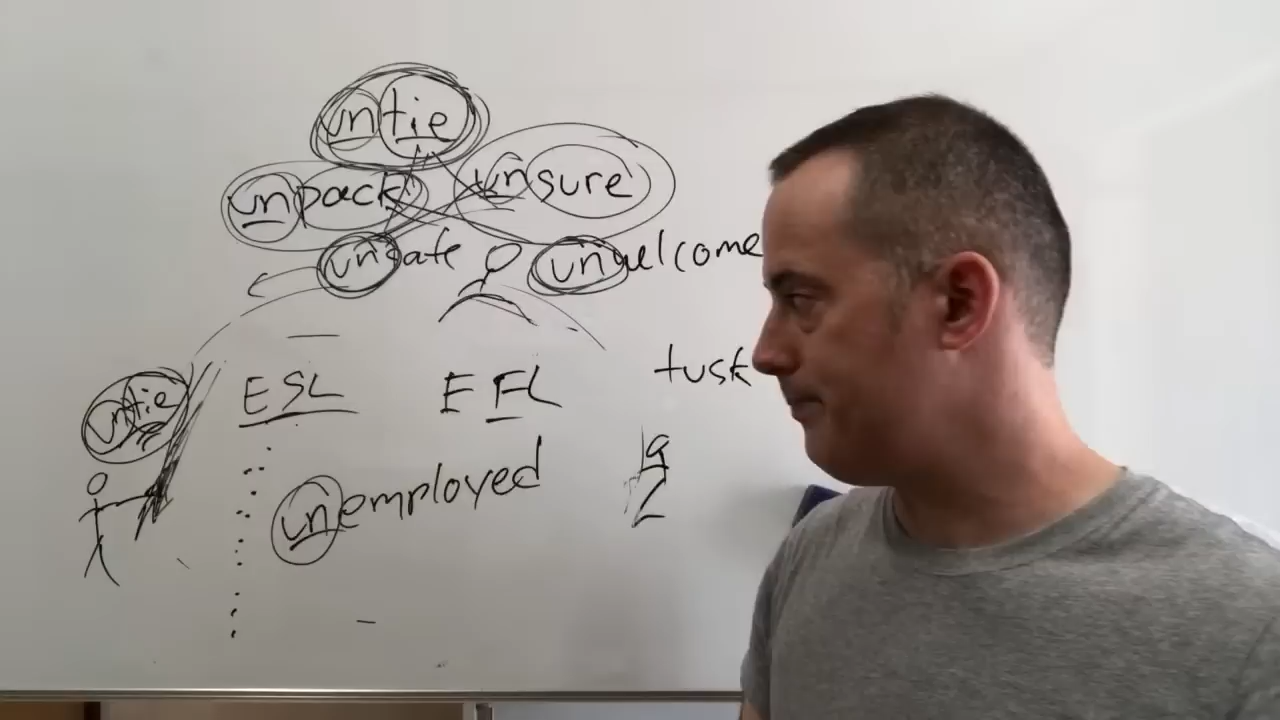 untie
unpack unsure
unsafe unwelcome
untie ESL EFL tusk
unemployed